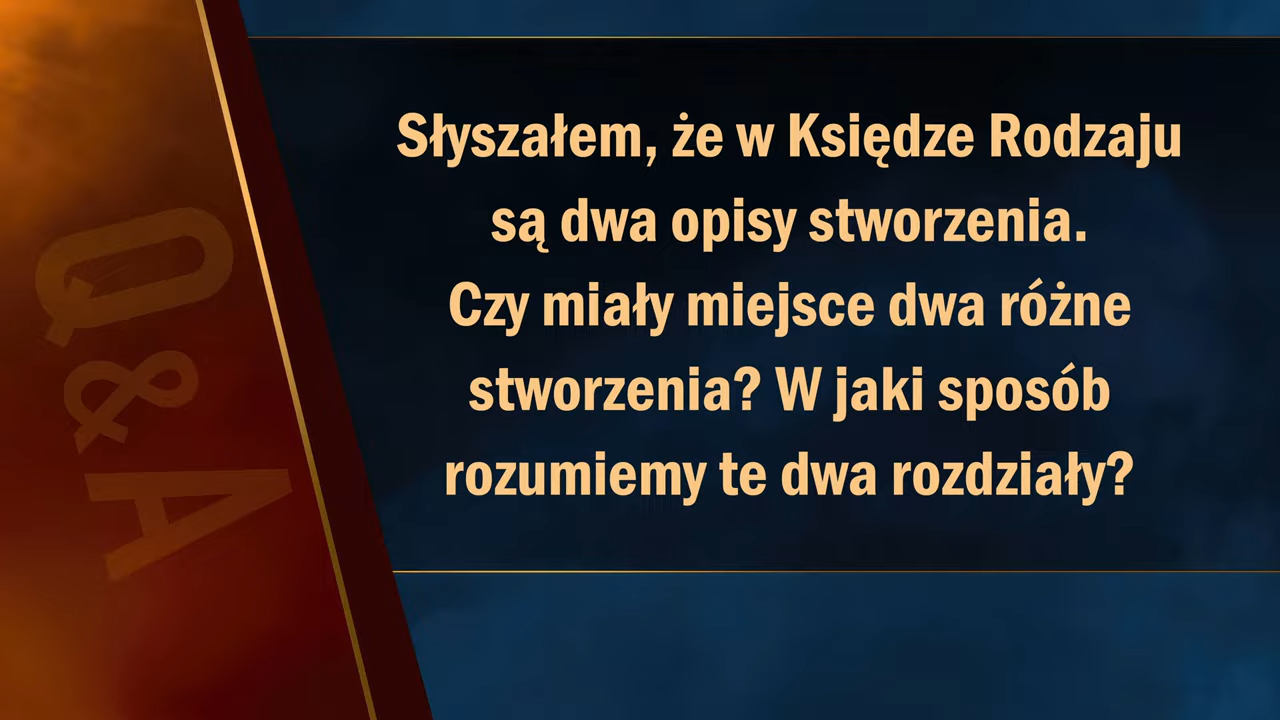 Słyszałem, że w Księdze Rodzaju
są dwa opisy stworzenia.
Czy miały miejsce dwa różne
stworzenia? W jaki sposób
rozumiemy te dwa rozdziały?
Q & A